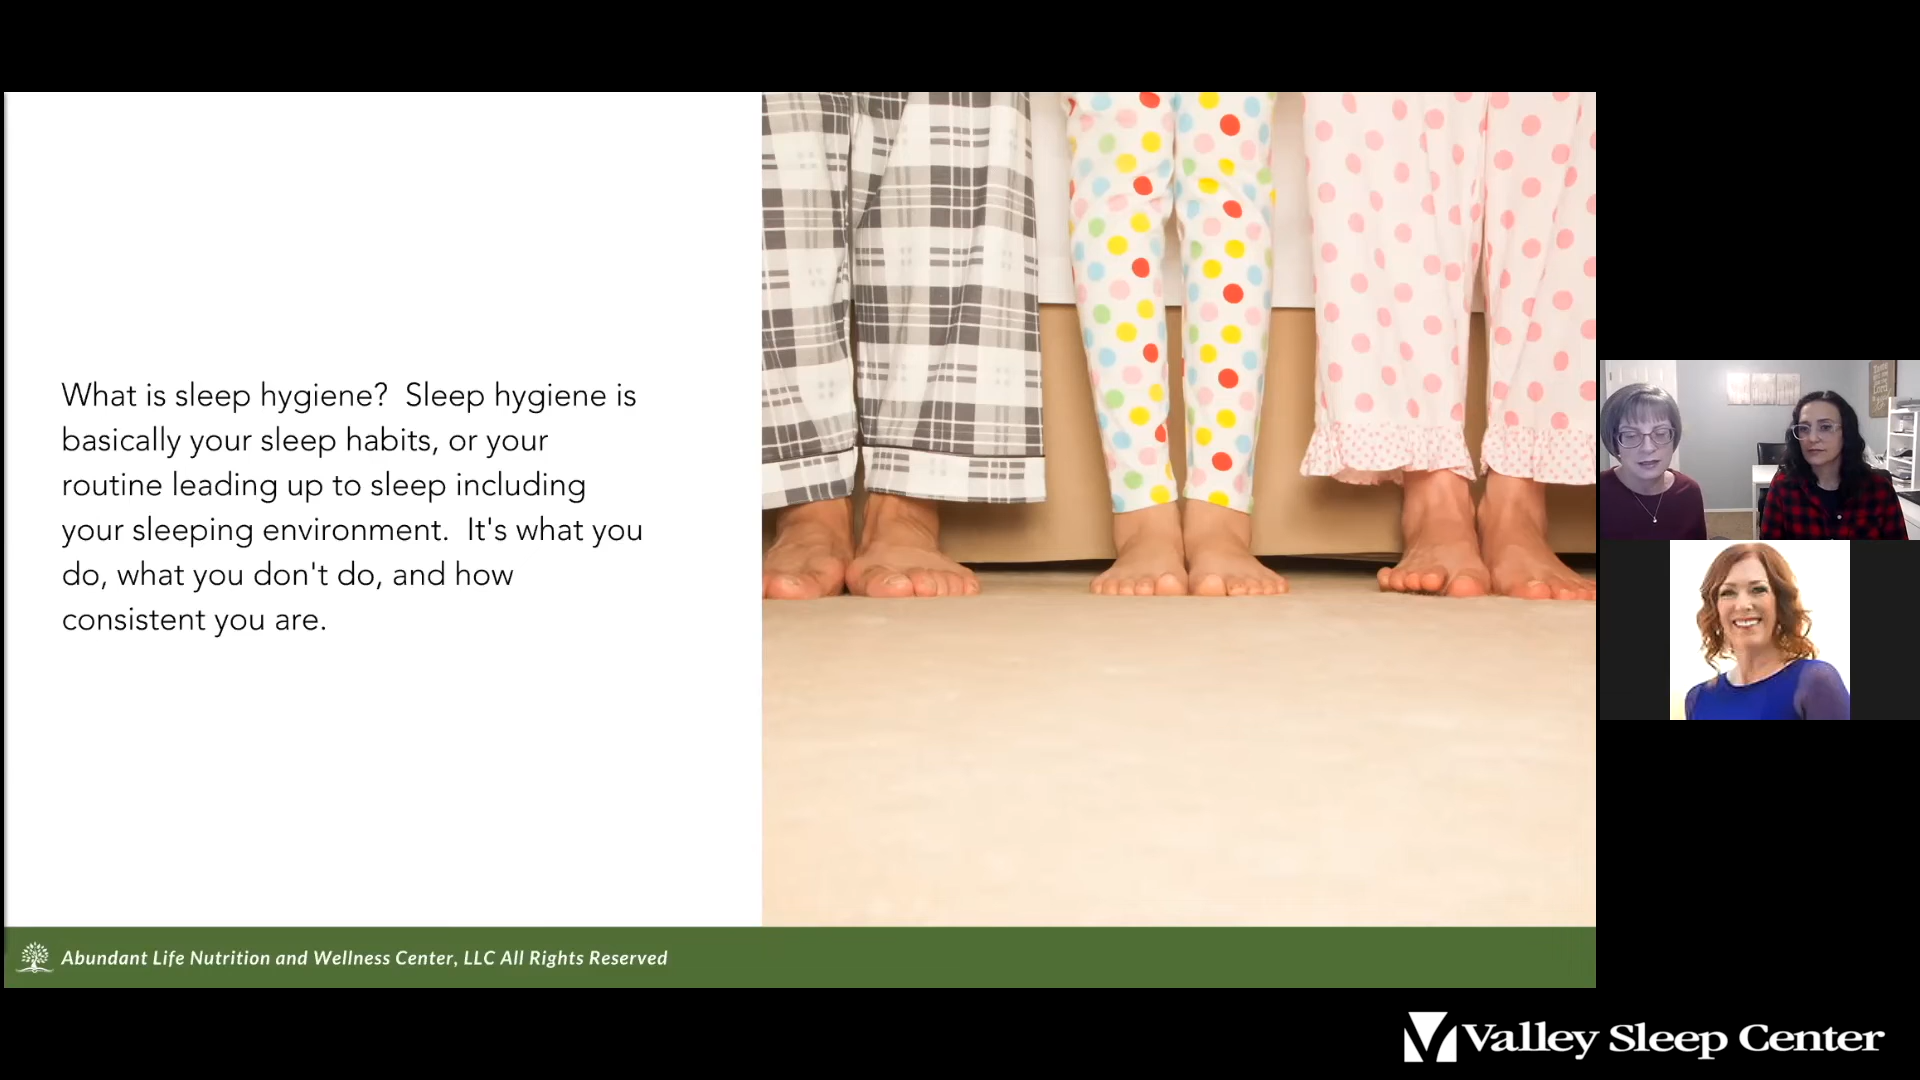 What is sleep hygiene?  Sleep hygiene is
basically your sleep habits, or your
routine leading up to sleep including
your sleeping environment.  It's what you
do, what you don't do, and how
consistent you are.
Abundant Life Nutrition and Wellness Center, LLC All Rights Reserved
Valley Sleep Center